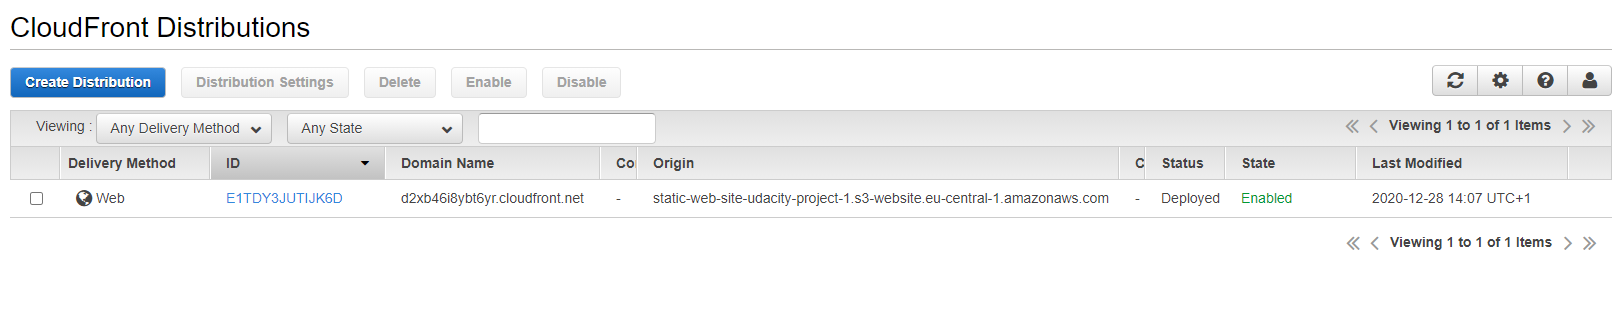 CloudFront Distributions
Create Distribution Distribution Settings Delete Enable Disable
Viewing : Any Delivery Method Any State Viewing 1 to 1 of 1 Items
Delivery Method ID Domain Name Co Origin C Status State Last Modified
Web E1TDY3JUTIJK6D d2xb46i8ybt6yr.cloudfront.net - static-web-site-udacity-project-1.s3-website.eu-central-1.amazonaws.com - Deployed Enabled 2020-12-28 14:07 UTC+1
Viewing 1 to 1 of 1 Items